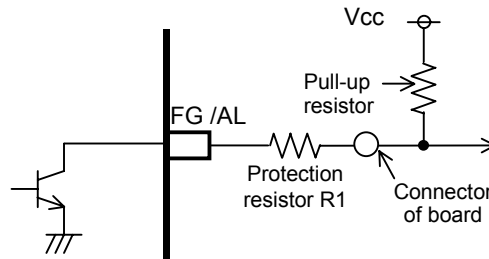 Vcc
Pull-up
resistor
FG /AL
Protection
resistor R1
Connector
of board